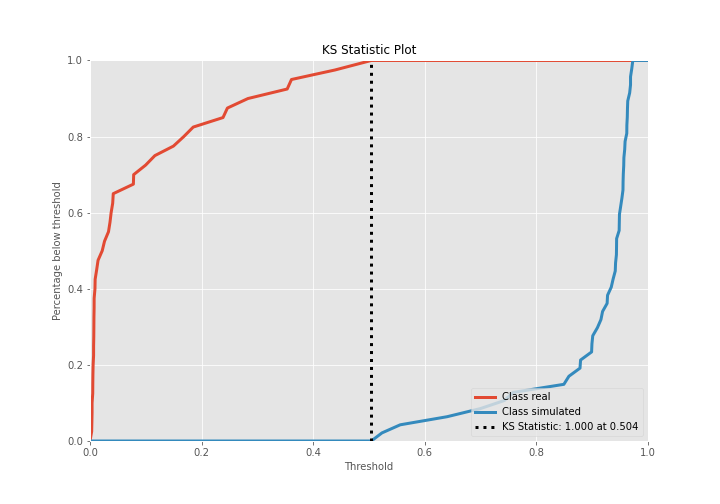 KS Statistic Plot
1.0
0.8
0.6
0.4
0.2
0.0
Percentage below threshold
Class real
Class simulated
KS Statistic: 1.000 at 0.504
0.0 0.2 0.4 0.6 0.8 1.0
Threshold